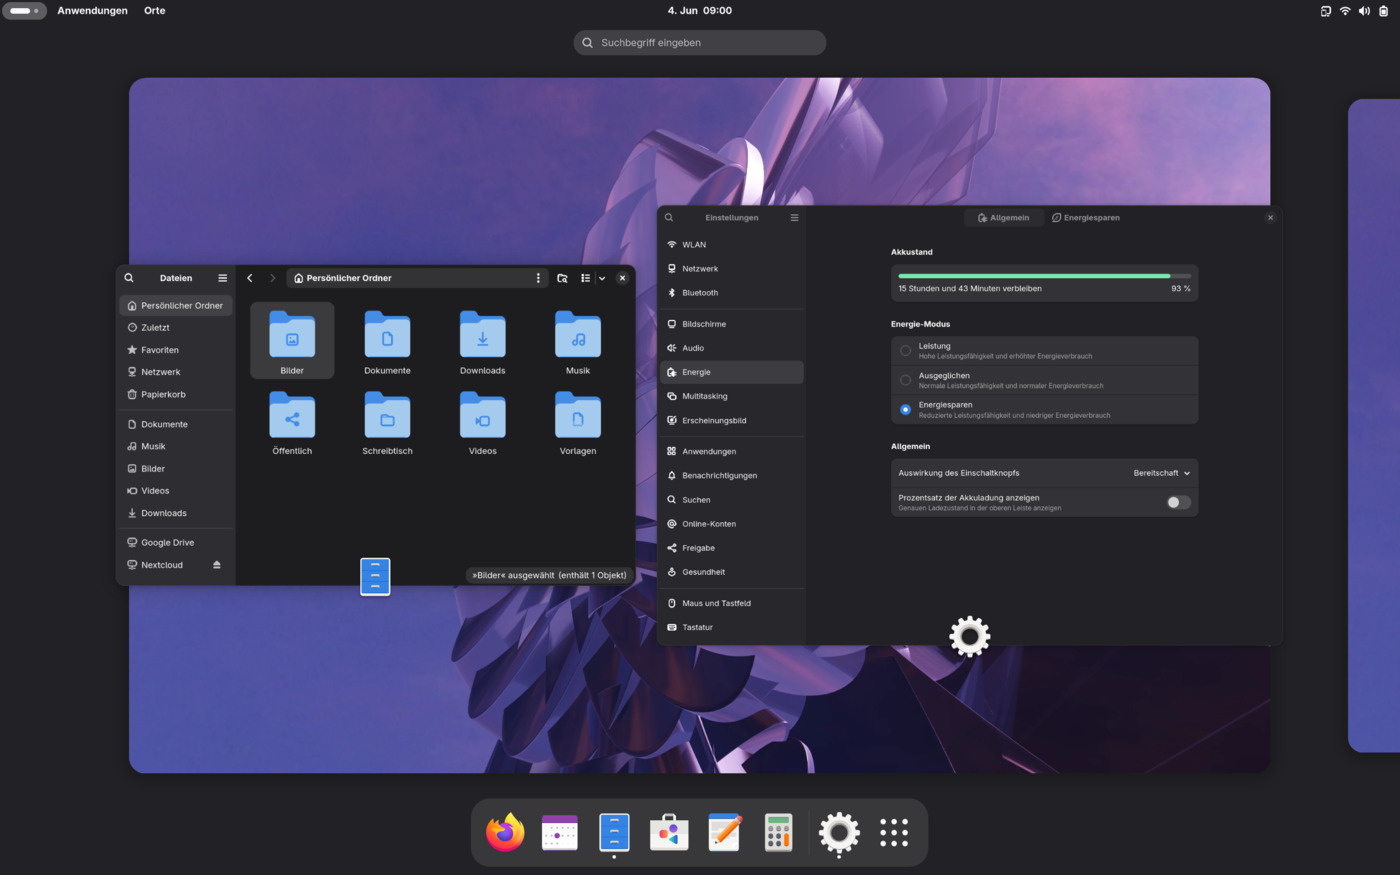 Anwendungen
Orte
4. Jun 09:00
Suchbegriff eingeben
Dateien
Persönlicher Ordner
Persönlicher Ordner
Zuletzt
Favoriten
Netzwerk
Papierkorb
Dokumente
Musik
Bilder
Videos
Downloads
Google Drive
Nextcloud
Bilder
Dokumente
Downloads
Musik
Öffentlich
Schreibtisch
Videos
Vorlagen
»Bilder« ausgewählt (enthält 1 Objekt)
Einstellungen
WLAN
Netzwerk
Bluetooth
Bildschirme
Audio
Energie
Multitasking
Erscheinungsbild
Anwendungen
Benachrichtigungen
Suchen
Online-Konten
Freigabe
Gesundheit
Maus und Tastfeld
Tastatur
Allgemein
Energiesparen
Akkustand
15 Stunden und 43 Minuten verbleiben
93 %
Energie-Modus
Leistung
Hohe Leistungsfähigkeit und erhöhter Energieverbrauch
Ausgeglichen
Normale Leistungsfähigkeit und normaler Energieverbrauch
Energiesparen
Reduzierte Leistungsfähigkeit und niedriger Energieverbrauch
Allgemein
Auswirkung des Einschaltknopfs
Bereitschaft
Prozentsatz der Akkuladung anzeigen
Genauen Ladezustand in der oberen Leiste anzeigen